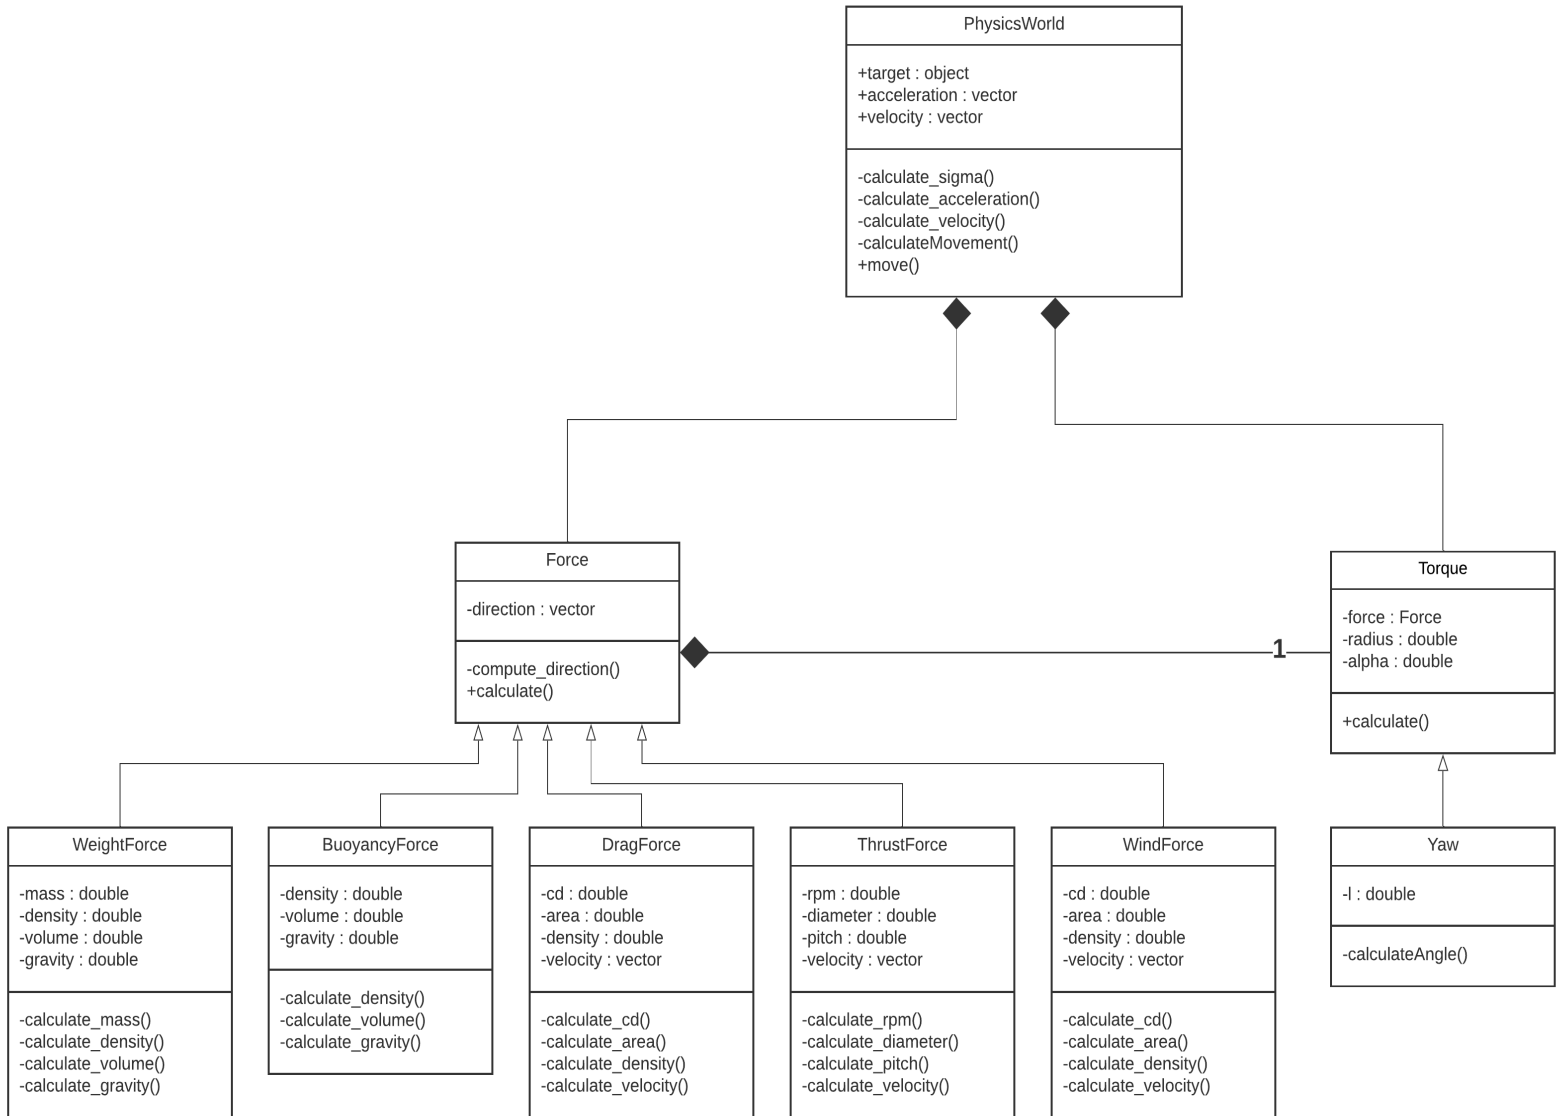 PhysicsWorld
+target : object
+acceleration : vector
+velocity : vector
-calculate_sigma()
-calculate_acceleration()
-calculate_velocity()
-calculateMovement()
+move()
Force
-direction : vector
-compute_direction()
+calculate()
1
Torque
-force : Force
-radius : double
-alpha : double
+calculate()
WeightForce
-mass : double
-density : double
-volume : double
-gravity : double
-calculate_mass()
-calculate_density()
-calculate_volume()
-calculate_gravity()
BuoyancyForce
-density : double
-volume : double
-gravity : double
-calculate_density()
-calculate_volume()
-calculate_gravity()
DragForce
-cd : double
-area : double
-density : double
-velocity : vector
-calculate_cd()
-calculate_area()
-calculate_density()
-calculate_velocity()
ThrustForce
-rpm : double
-diameter : double
-pitch : double
-velocity : vector
-calculate_rpm()
-calculate_diameter()
-calculate_pitch()
-calculate_velocity()
WindForce
-cd : double
-area : double
-density : double
-velocity : vector
-calculate_cd()
-calculate_area()
-calculate_density()
-calculate_velocity()
Yaw
-l : double
-calculateAngle()